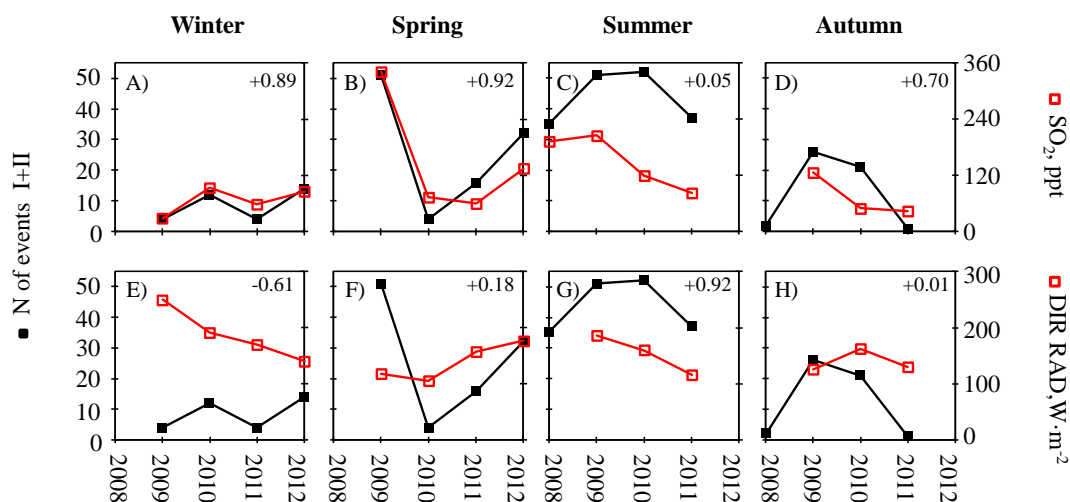 Winter Spring Summer Autumn
A) +0.89 B) +0.92 C) +0.05 D) +0.70
50 40 30 20 10 0
360 240 120 0
■ N of events I+II
SO2, ppt
E) -0.61 F) +0.18 G) +0.92 H) +0.01
50 40 30 20 10 0
300 200 100 0
DIR RAD,W·m-2
2008 2009 2010 2011 2012 2008 2009 2010 2011 2012 2008 2009 2010 2011 2012 2008 2009 2010 2011 2012